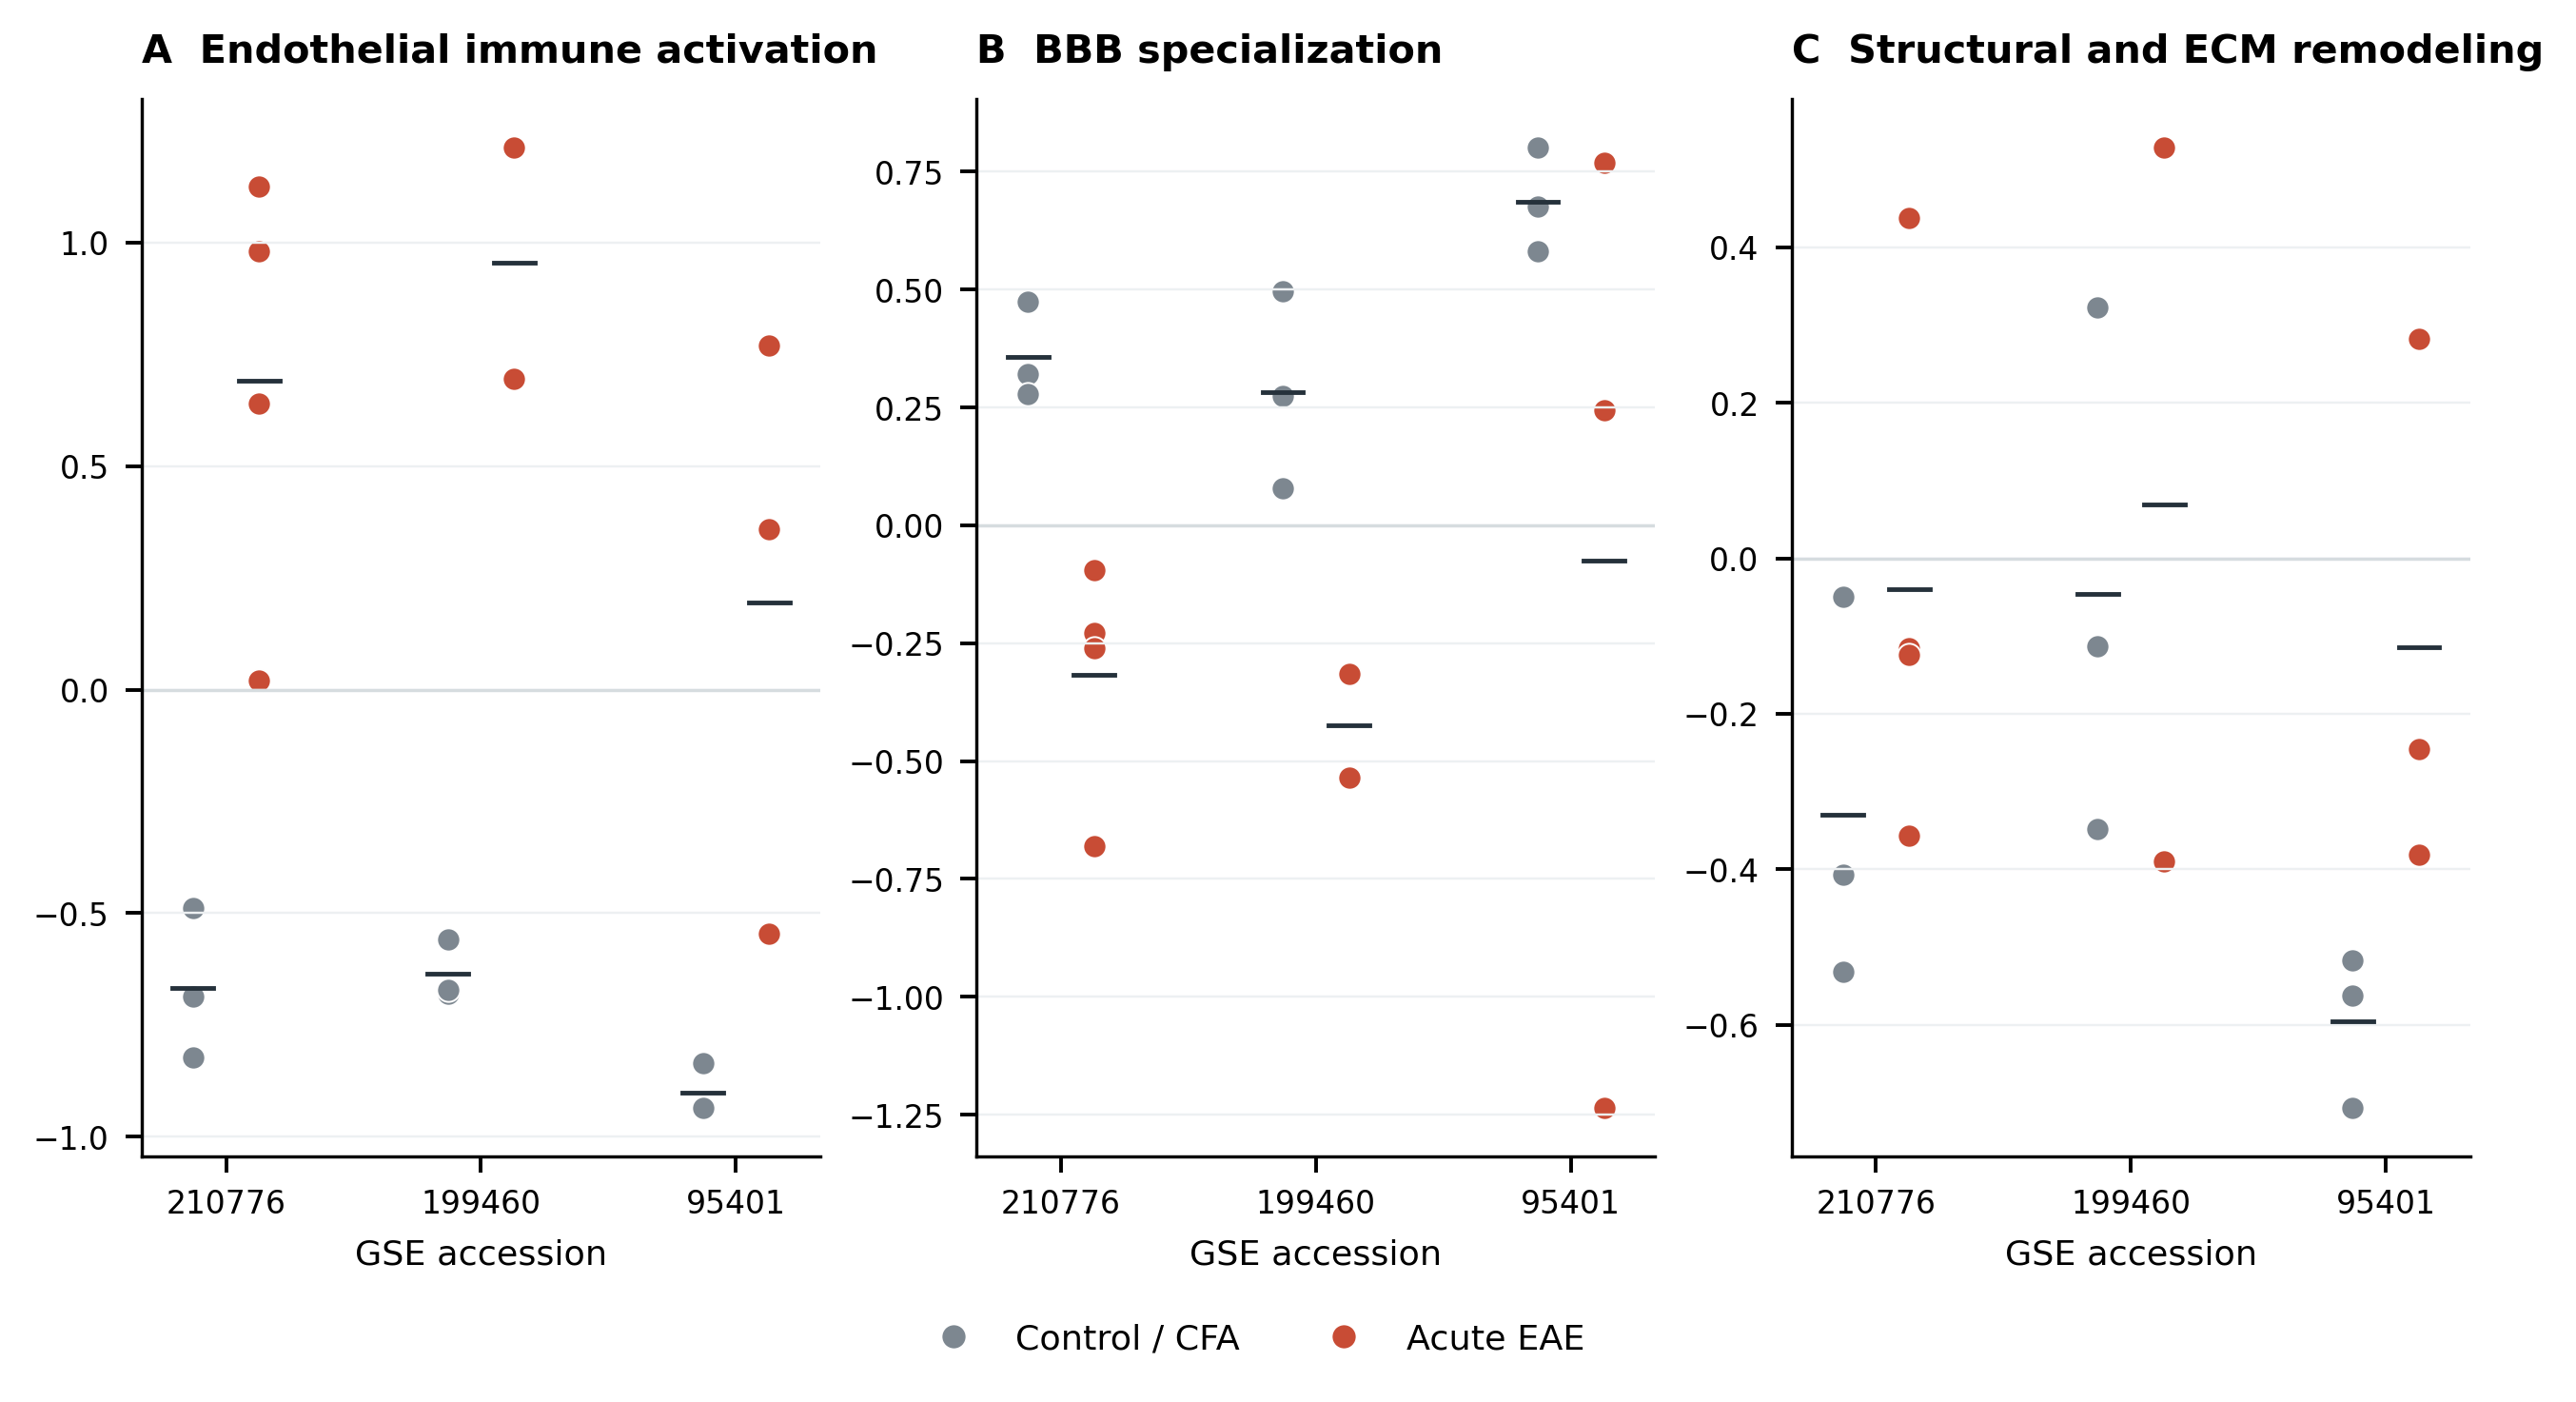 A  Endothelial immune activation
1.0
0.5
0.0
−0.5
−1.0
210776 199460 95401
GSE accession
B  BBB specialization
0.75
0.50
0.25
0.00
−0.25
−0.50
−0.75
−1.00
−1.25
210776 199460 95401
GSE accession
C  Structural and ECM remodeling
0.4
0.2
0.0
−0.2
−0.4
−0.6
210776 199460 95401
GSE accession
Control / CFA
Acute EAE